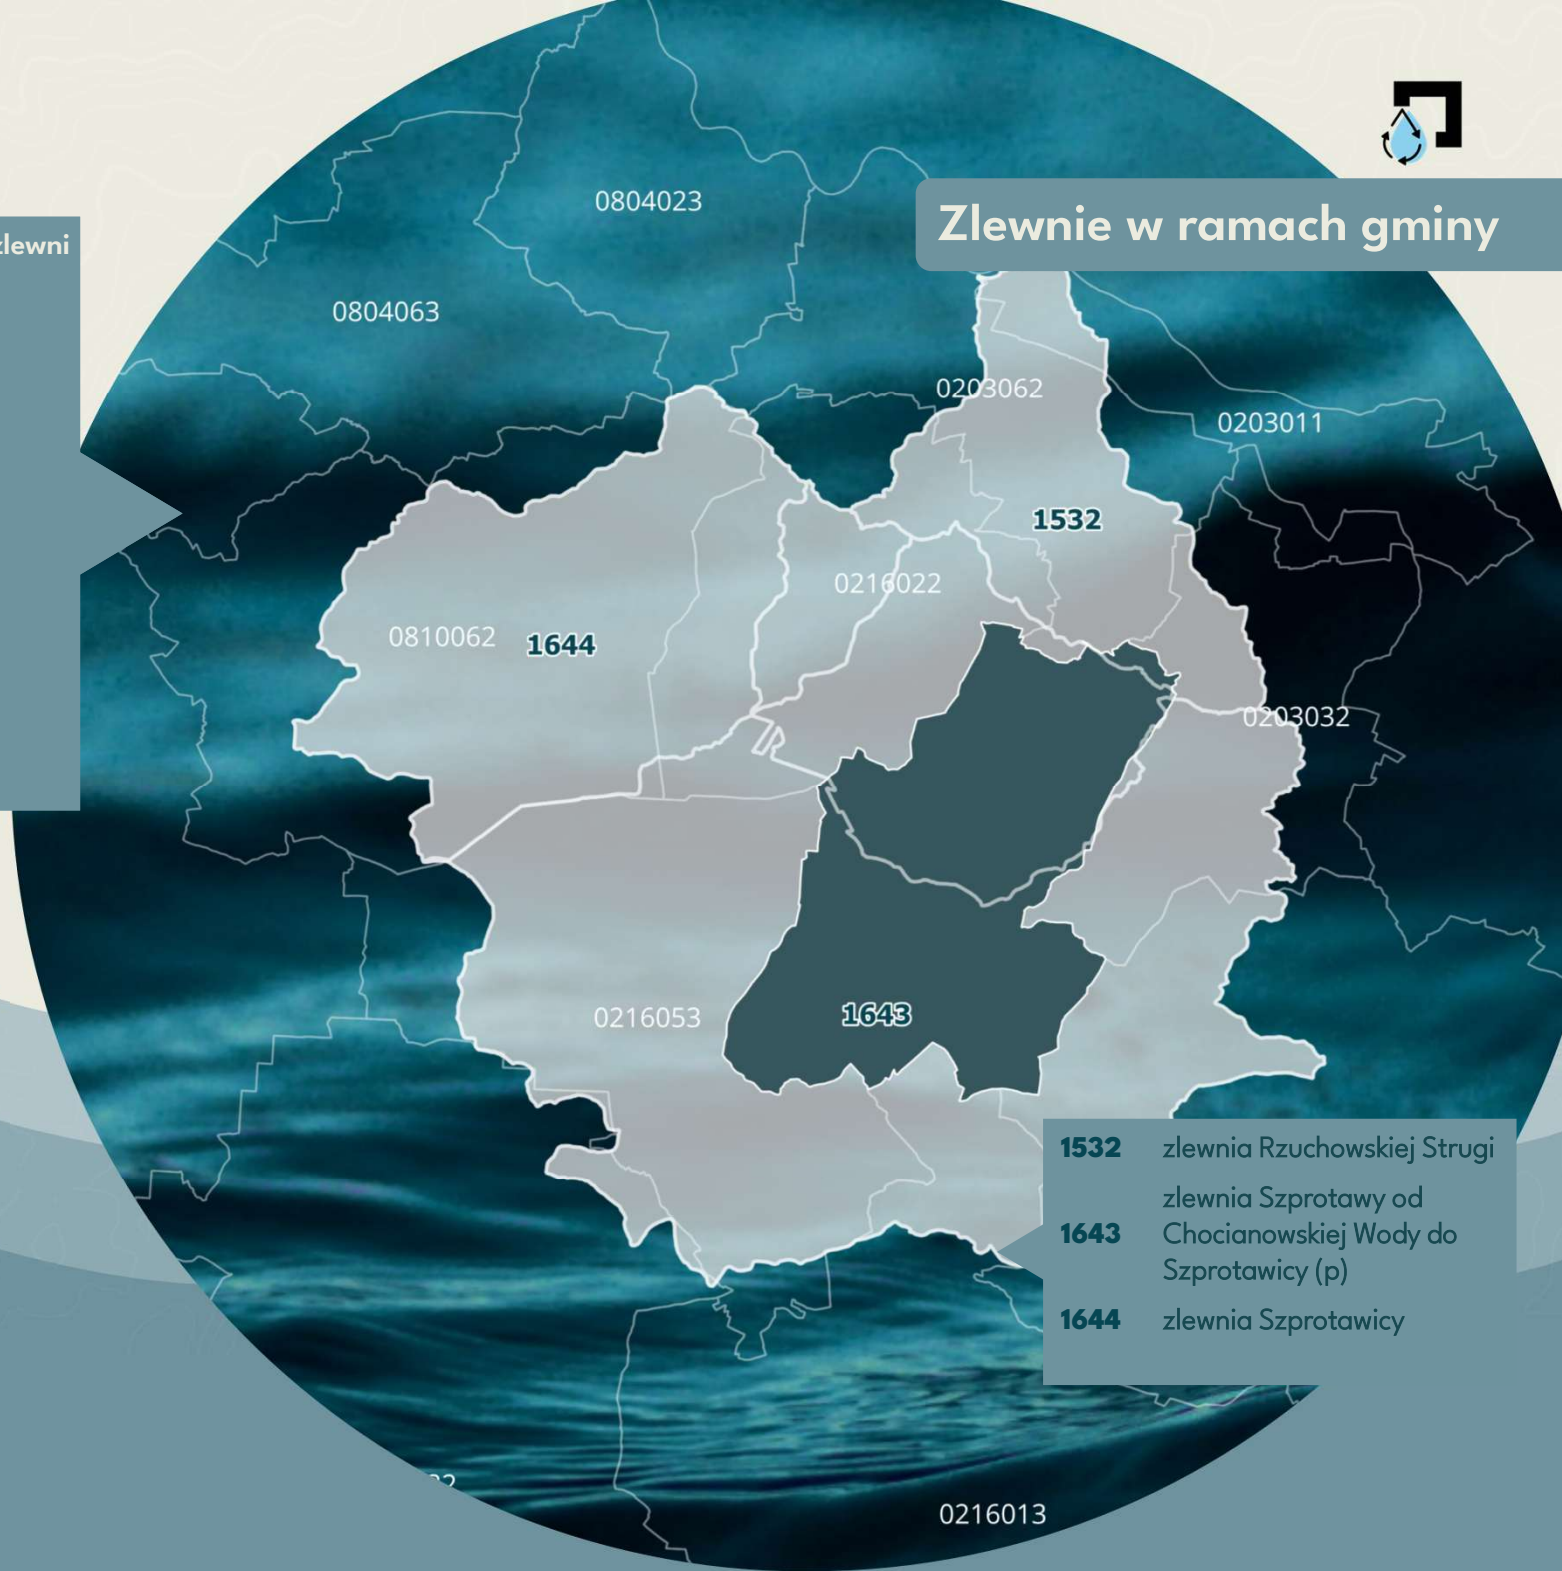 Zlewnie w ramach gminy
0804023
0804063
0203062
0203011
1532
0216022
0810062
1644
0203032
0216053
1643
1532 zlewnia Rzuchowskiej Strugi
1643 zlewnia Szprotawy od
Chocianowskiej Wody do
Szprotawicy (p)
1644 zlewnia Szprotawicy
0216013